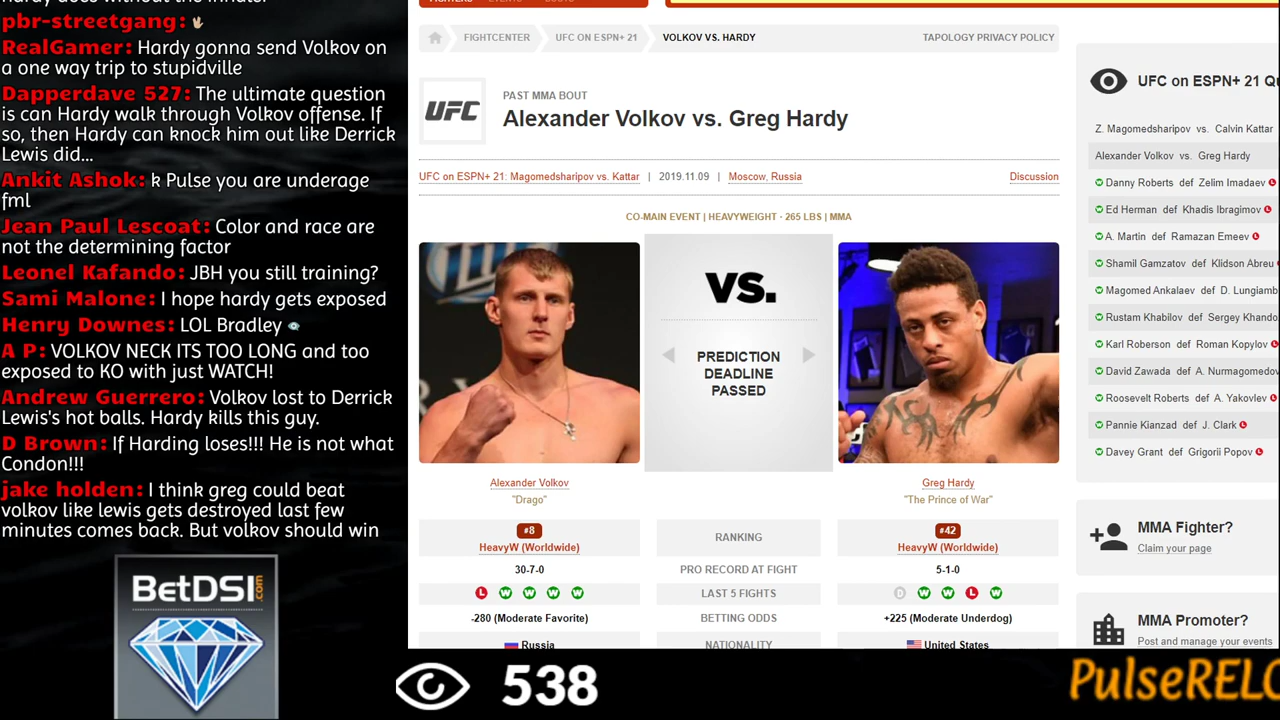 hardy does without the inhaler
pbr-streetgang:
RealGamer: Hardy gonna send Volkov on
a one way trip to stupidville
Dapperdave 527: The ultimate question
is can Hardy walk through Volkov offense. If
so, then Hardy can knock him out like Derrick
Lewis did...
Ankit Ashok: k Pulse you are underage
fml
Jean Paul Lescoat: Color and race are
not the determining factor
Leonel Kafando: JBH you still training?
Sami Malone: I hope hardy gets exposed
Henry Downes: LOL Bradley
A P: VOLKOV NECK ITS TOO LONG and too
exposed to KO with just WATCH!
Andrew Guerrero: Volkov lost to Derrick
Lewis's hot balls. Hardy kills this guy.
D Brown: If Harding loses!!! He is not what
Condon!!!
jake holden: I think greg could beat
volkov like lewis gets destroyed last few
minutes comes back. But volkov should win
BetDSI.com
FIGHTCENTER UFC ON ESPN+ 21 VOLKOV VS. HARDY TAPOLOGY PRIVACY POLICY
UFC
PAST MMA BOUT
Alexander Volkov vs. Greg Hardy
UFC on ESPN+ 21: Magomedsharipov vs. Kattar | 2019.11.09 | Moscow, Russia Discussion
CO-MAIN EVENT | HEAVYWEIGHT · 265 LBS | MMA
VS.
PREDICTION
DEADLINE
PASSED
Alexander Volkov Greg Hardy
"Drago" "The Prince of War"
#8 RANKING #42
HeavyW (Worldwide) HeavyW (Worldwide)
30-7-0 PRO RECORD AT FIGHT 5-1-0
L W W W W LAST 5 FIGHTS D W W L W
-280 (Moderate Favorite) BETTING ODDS +225 (Moderate Underdog)
Russia NATIONALITY United States
UFC on ESPN+ 21 Qu
Z. Magomedsharipov vs. Calvin Kattar
Alexander Volkov vs. Greg Hardy
W Danny Roberts def Zelim Imadaev L
W Ed Herman def Khadis Ibragimov L
W A. Martin def Ramazan Emeev L
W Shamil Gamzatov def Klidson Abreu
W Magomed Ankalaev def D. Lungiamb
W Rustam Khabilov def Sergey Khando
W Karl Roberson def Roman Kopylov L
W David Zawada def A. Nurmagomedov
W Roosevelt Roberts def A. Yakovlev L
W Pannie Kianzad def J. Clark L
W Davey Grant def Grigorii Popov L
MMA Fighter?
Claim your page
MMA Promoter?
Post and manage your events
538
PulseRELO